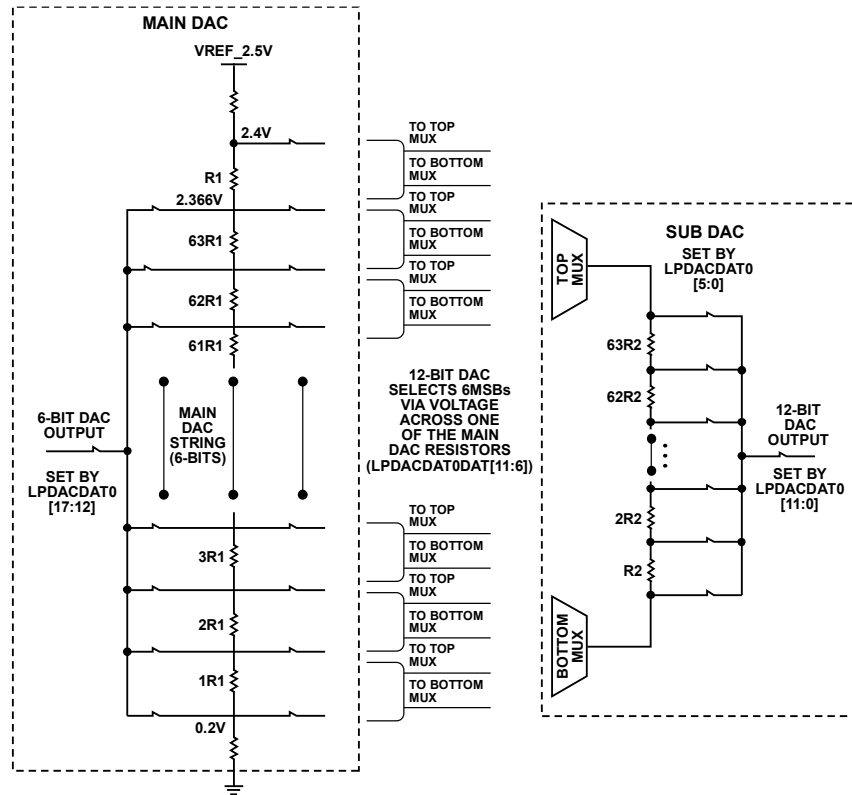 MAIN DAC
VREF_2.5V
2.4V
R1
2.366V
63R1
62R1
61R1
MAIN
DAC
STRING
(6-BITS)
6-BIT DAC
OUTPUT
SET BY
LPDACDAT0
[17:12]
3R1
2R1
1R1
0.2V
TO TOP
MUX
TO BOTTOM
MUX
TO TOP
MUX
TO BOTTOM
MUX
TO TOP
MUX
TO BOTTOM
MUX
12-BIT DAC
SELECTS 6MSBs
VIA VOLTAGE
ACROSS ONE
OF THE MAIN
DAC RESISTORS
(LPDACDAT0DAT[11:6])
TO TOP
MUX
TO BOTTOM
MUX
TO TOP
MUX
TO BOTTOM
MUX
TO TOP
MUX
TO BOTTOM
MUX
SUB DAC
SET BY
LPDACDAT0
[5:0]
TOP
MUX
63R2
62R2
2R2
R2
BOTTOM
MUX
12-BIT
DAC
OUTPUT
SET BY
LPDACDAT0
[11:0]